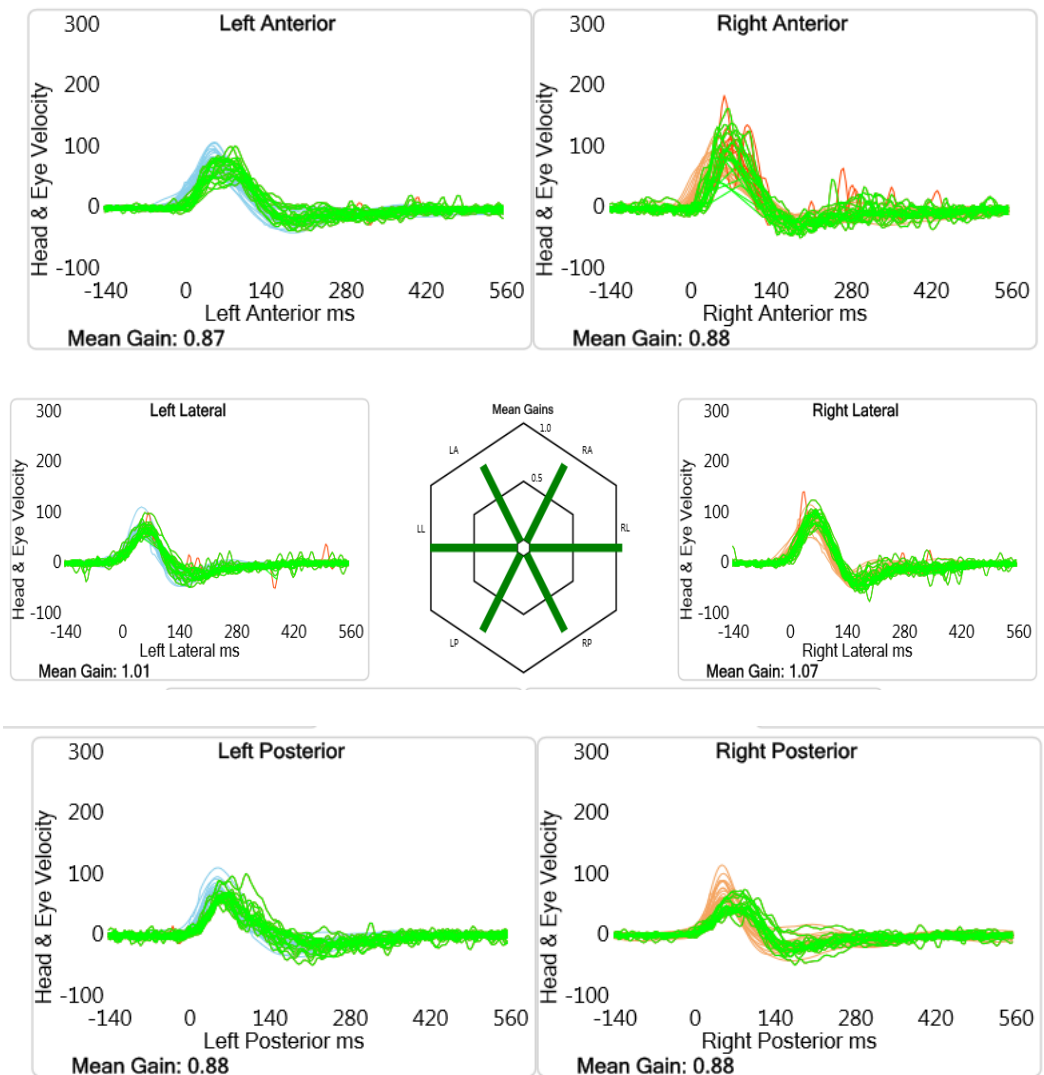 Left Anterior
300
200
100
0
-100
Head & Eye Velocity
-140 0 140 280 420 560
Left Anterior ms
Mean Gain: 0.87
Right Anterior
300
200
100
0
-100
Head & Eye Velocity
-140 0 140 280 420 560
Right Anterior ms
Mean Gain: 0.88
Left Lateral
300
200
100
0
-100
Head & Eye Velocity
-140 0 140 280 420 560
Left Lateral ms
Mean Gain: 1.01
Mean Gains
1.0
LA RA
0.5
LL RL
LP RP
Right Lateral
300
200
100
0
-100
Head & Eye Velocity
-140 0 140 280 420 560
Right Lateral ms
Mean Gain: 1.07
Left Posterior
300
200
100
0
-100
Head & Eye Velocity
-140 0 140 280 420 560
Left Posterior ms
Mean Gain: 0.88
Right Posterior
300
200
100
0
-100
Head & Eye Velocity
-140 0 140 280 420 560
Right Posterior ms
Mean Gain: 0.88